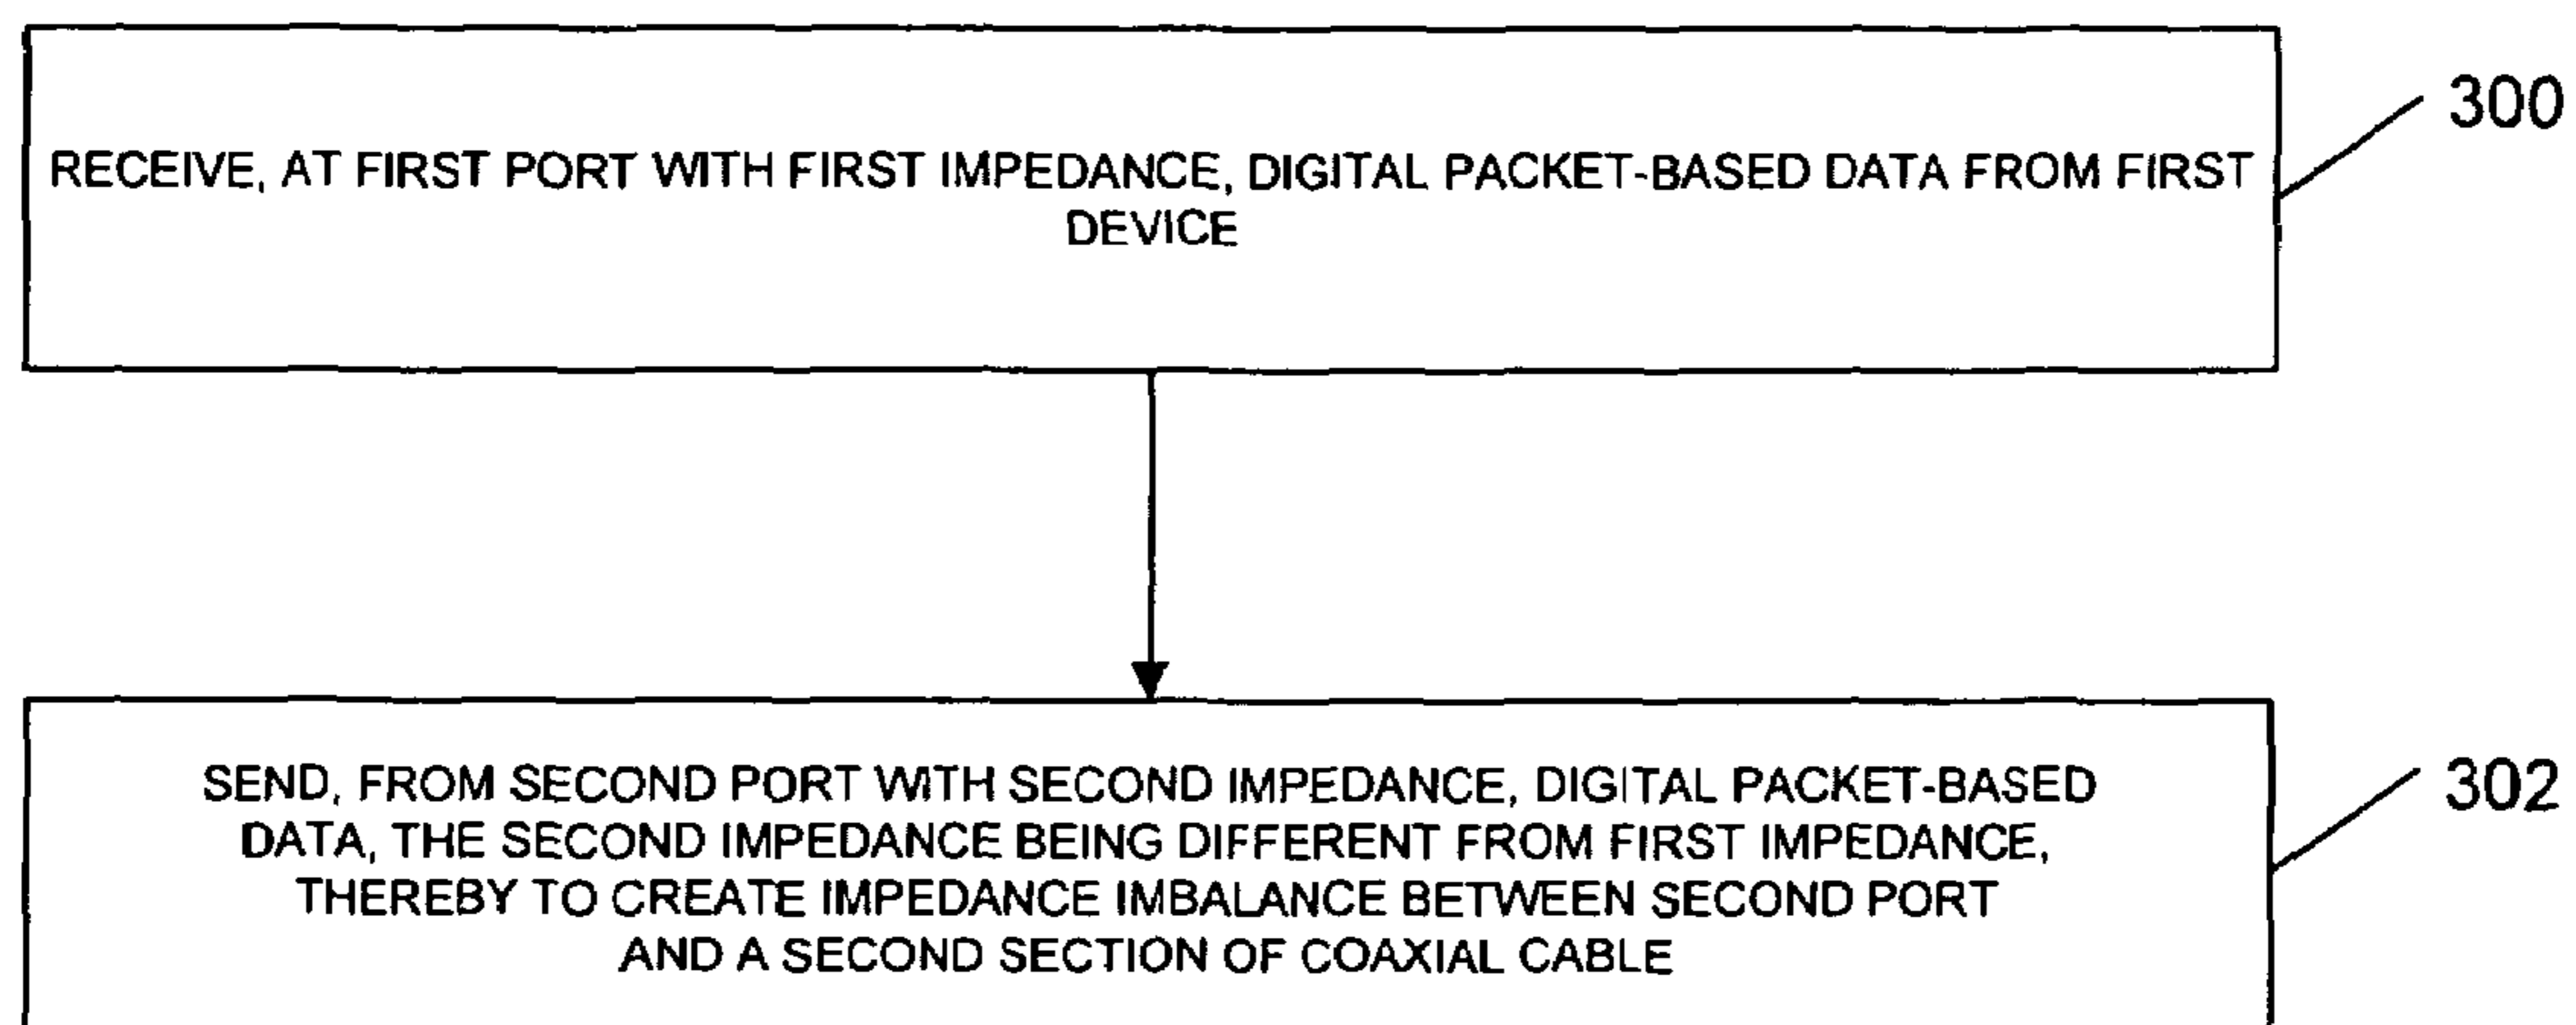 300
RECEIVE, AT FIRST PORT WITH FIRST IMPEDANCE, DIGITAL PACKET-BASED DATA FROM FIRST
DEVICE
302
SEND, FROM SECOND PORT WITH SECOND IMPEDANCE, DIGITAL PACKET-BASED
DATA, THE SECOND IMPEDANCE BEING DIFFERENT FROM FIRST IMPEDANCE,
THEREBY TO CREATE IMPEDANCE IMBALANCE BETWEEN SECOND PORT
AND A SECOND SECTION OF COAXIAL CABLE